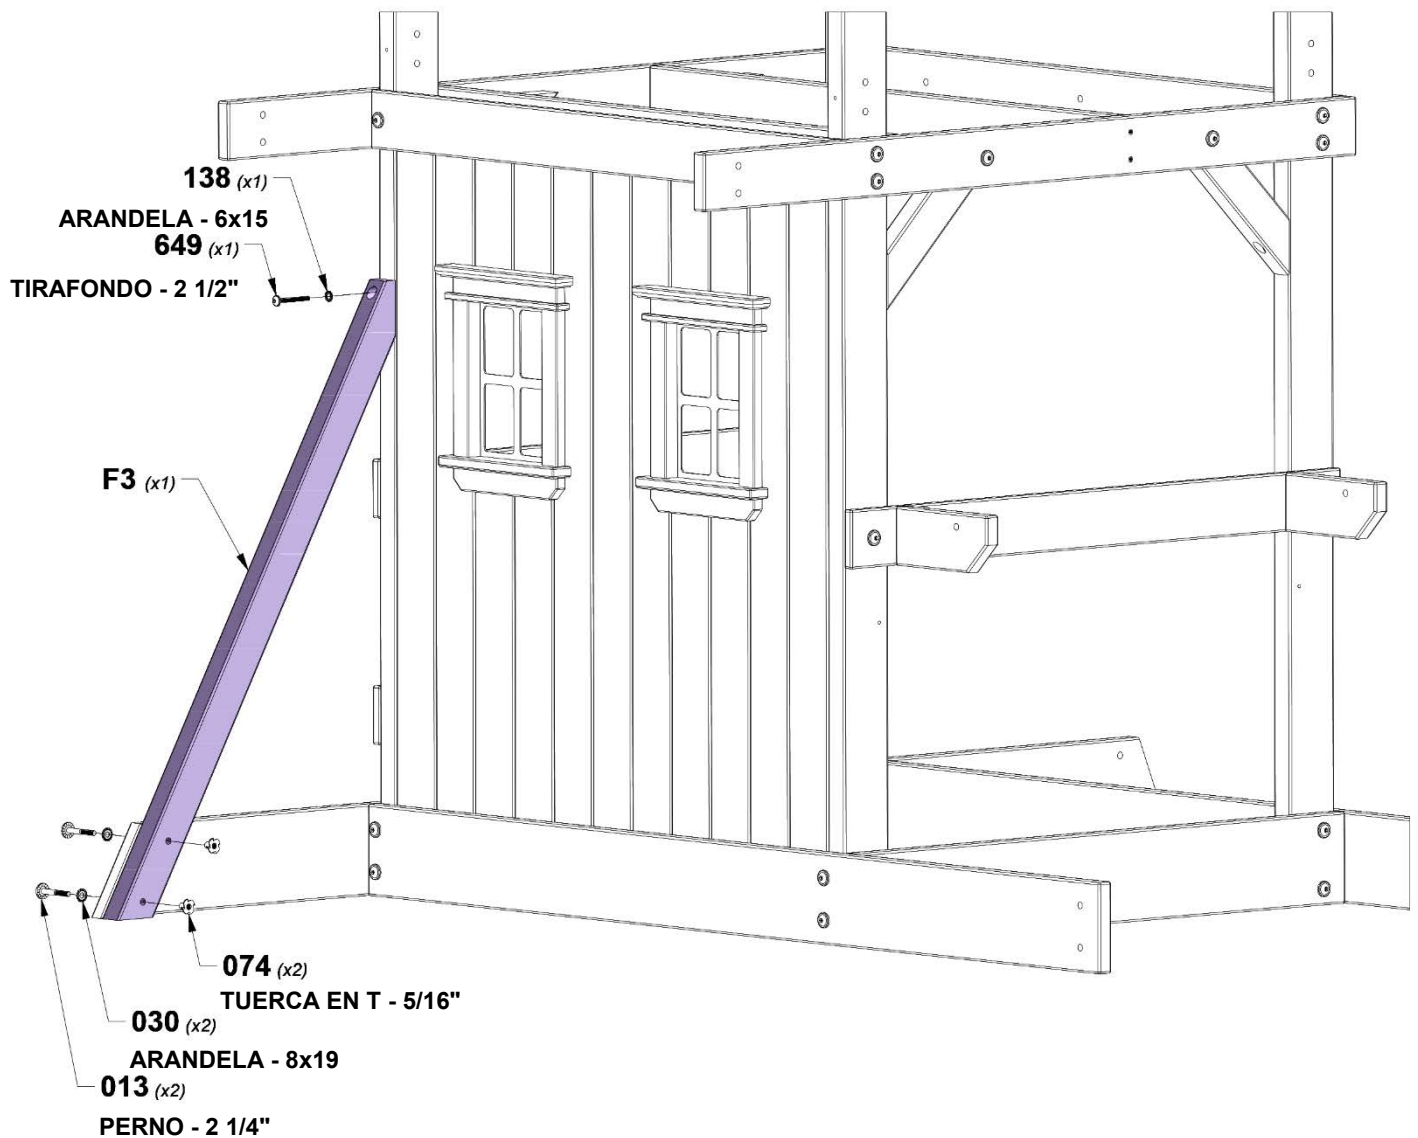 138 (x1)
ARANDELA - 6x15
649 (x1)
TIRAFONDO - 2 1/2"
F3 (x1)
074 (x2)
TUERCA EN T - 5/16"
030 (x2)
ARANDELA - 8x19
013 (x2)
PERNO - 2 1/4"